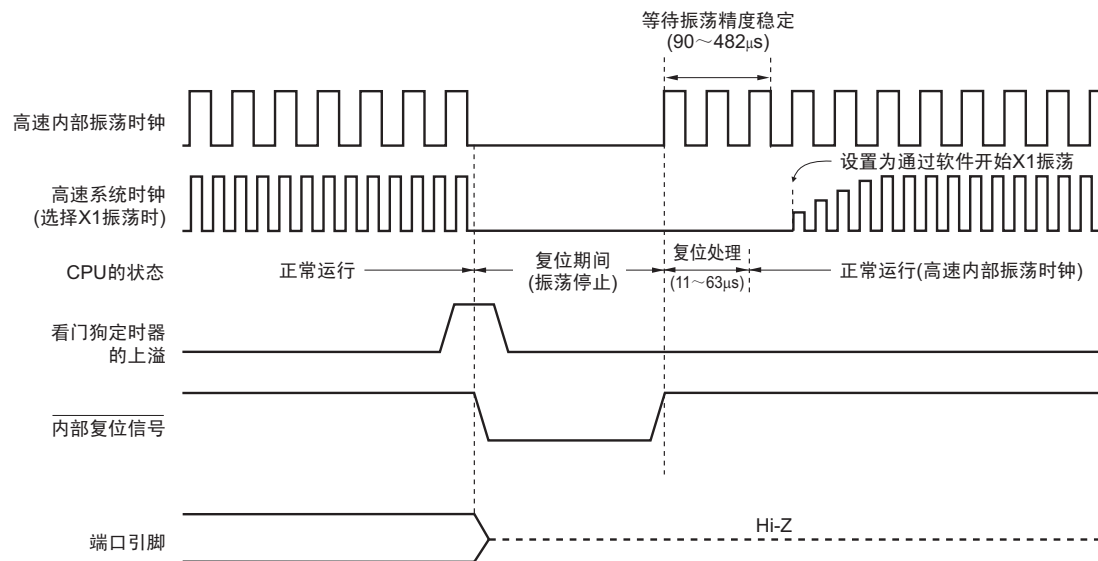 等待振荡精度稳定
(90～482μs)
高速内部振荡时钟
设置为通过软件开始X1振荡
高速系统时钟
(选择X1振荡时)
CPU的状态
正常运行
复位期间
(振荡停止)
复位处理
(11～63μs)
正常运行(高速内部振荡时钟)
看门狗定时器
的上溢
内部复位信号
端口引脚
Hi-Z